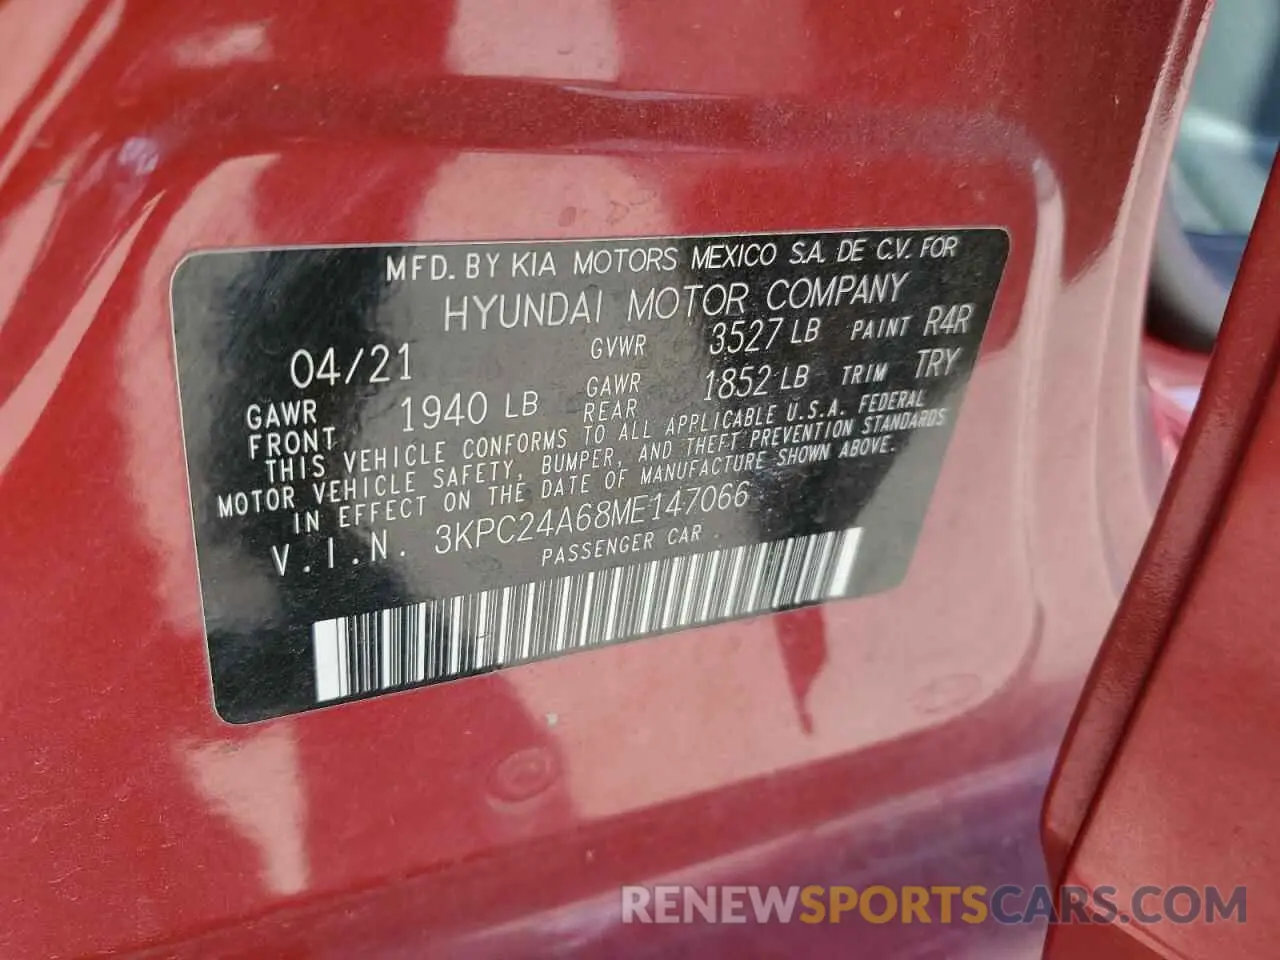 MFD. BY KIA MOTORS MEXICO S.A. DE C.V. FOR
HYUNDAI MOTOR COMPANY
04/21 GVWR 3527 LB PAINT R4R
GAWR FRONT 1940 LB GAWR REAR 1852 LB TRIM TRY
THIS VEHICLE CONFORMS TO ALL APPLICABLE U.S.A. FEDERAL
MOTOR VEHICLE SAFETY, BUMPER, AND THEFT PREVENTION STANDARDS
IN EFFECT ON THE DATE OF MANUFACTURE SHOWN ABOVE.
V.I.N. 3KPC24A68ME147066
PASSENGER CAR
RENEWSPORTSCARS.COM